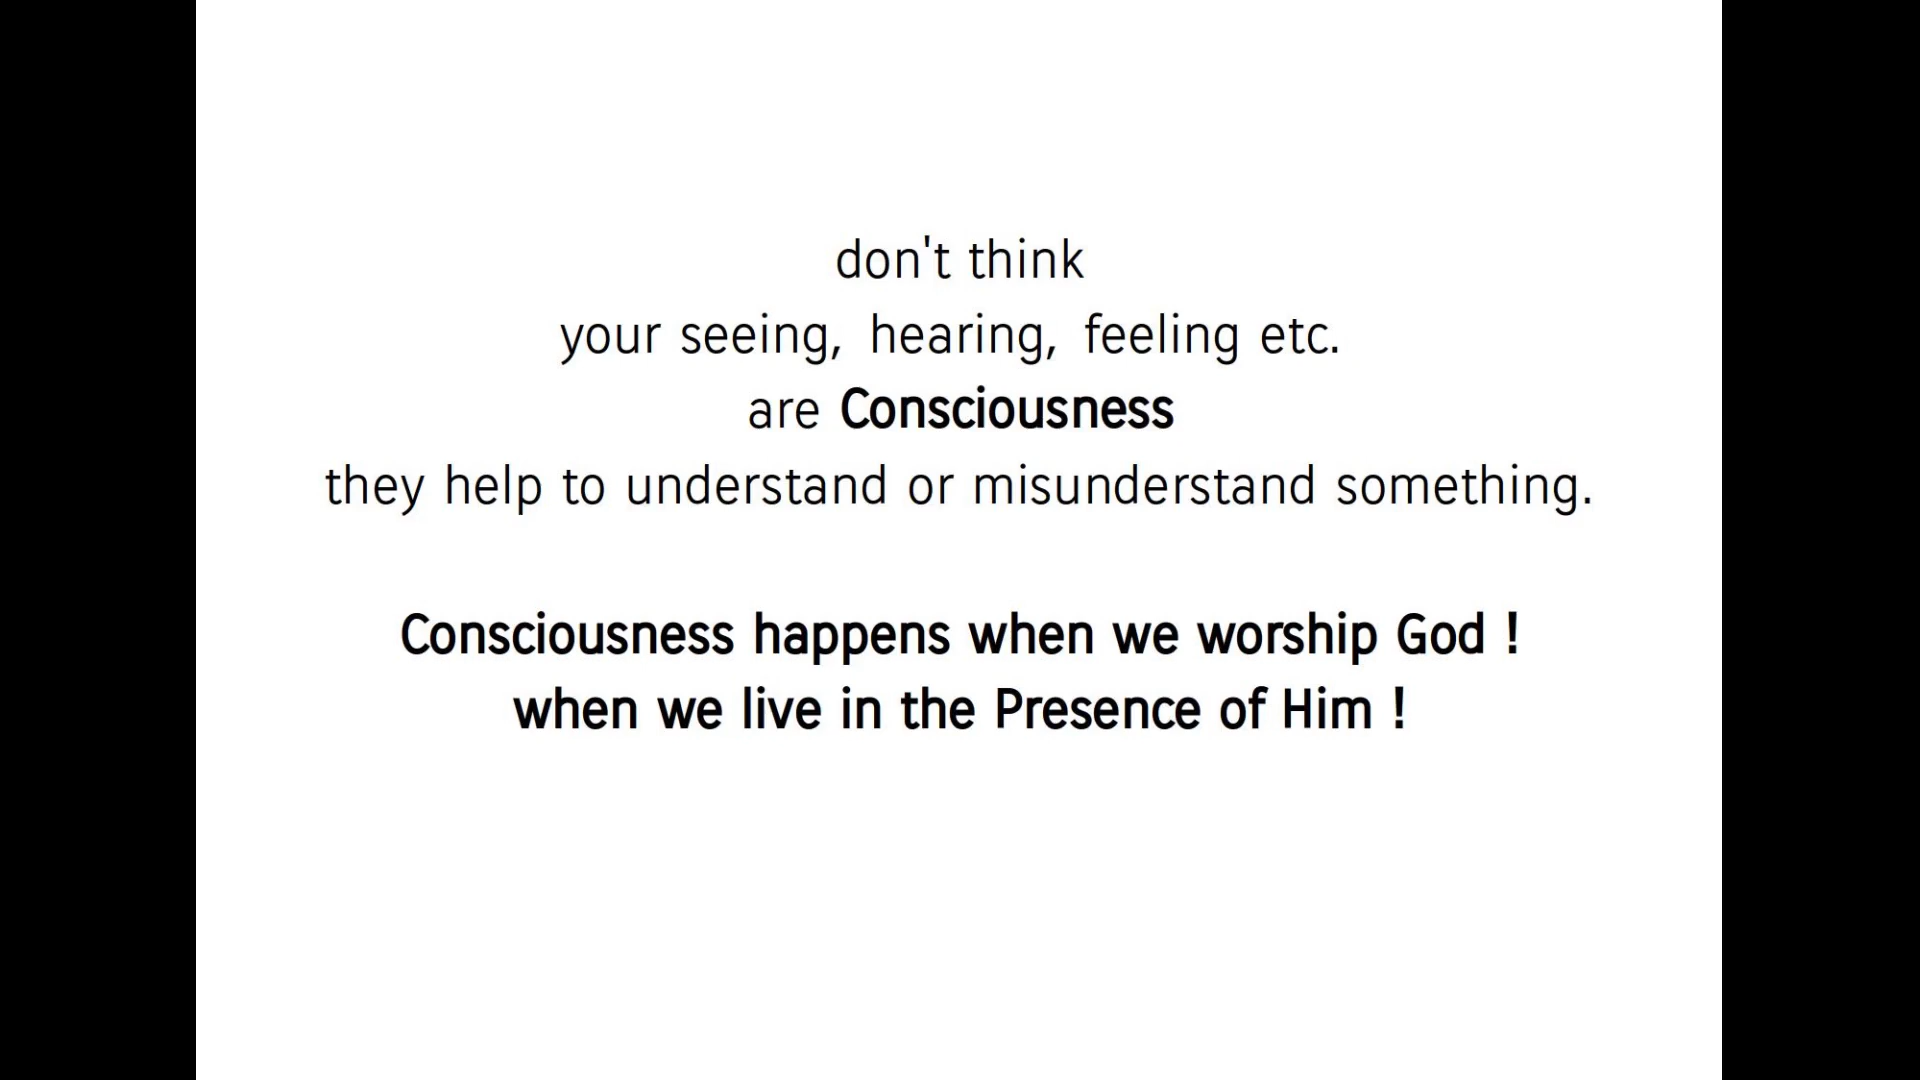 don't think
your seeing, hearing, feeling etc.
are Consciousness
they help to understand or misunderstand something.
Consciousness happens when we worship God !
when we live in the Presence of Him !